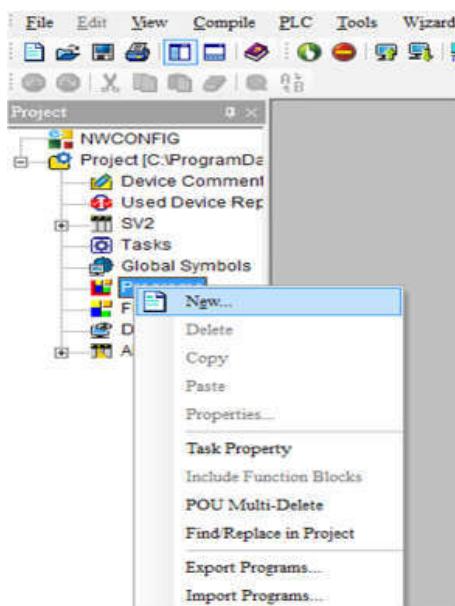 File Edit View Compile PLC Tools Wizard
Project
NWCONFIG
Project [C:\ProgramDa
Device Comment
Used Device Rep
SV2
Tasks
Global Symbols
F
D
A
New...
Delete
Copy
Paste
Properties...
Task Property
Include Function Blocks
POU Multi-Delete
Find/Replace in Project
Export Programs...
Import Programs...